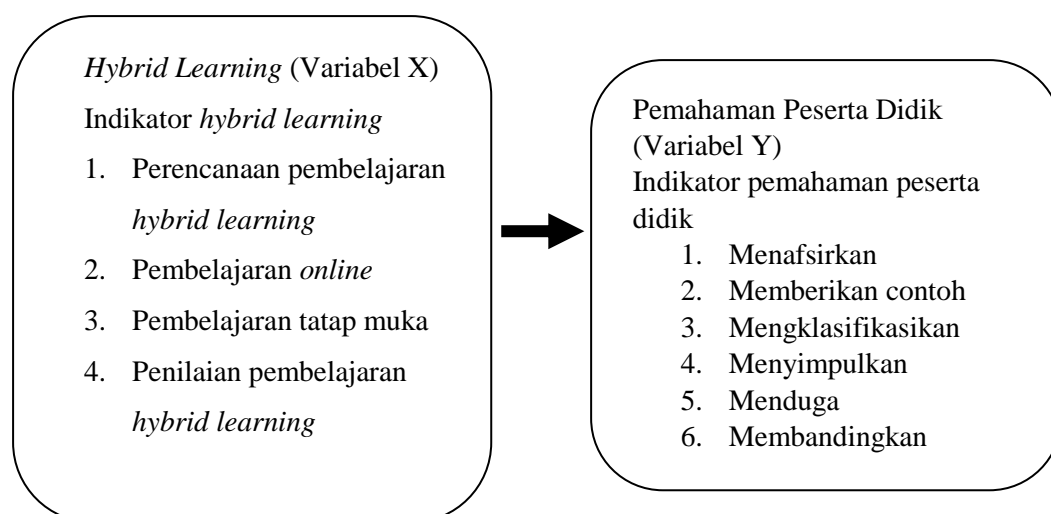 Hybrid Learning (Variabel X)
Indikator hybrid learning
1. Perencanaan pembelajaran
hybrid learning
2. Pembelajaran online
3. Pembelajaran tatap muka
4. Penilaian pembelajaran
hybrid learning
Pemahaman Peserta Didik
(Variabel Y)
Indikator pemahaman peserta
didik
1. Menafsirkan
2. Memberikan contoh
3. Mengklasifikasikan
4. Menyimpulkan
5. Menduga
6. Membandingkan